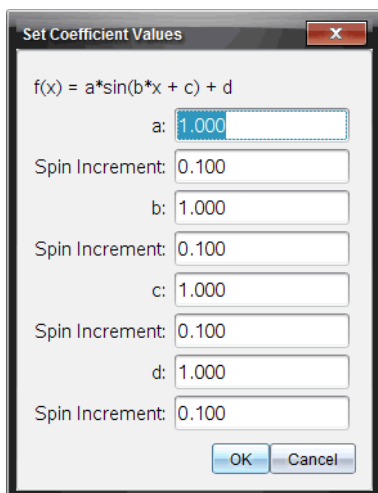 Set Coefficient Values
f(x) = a*sin(b*x + c) + d
a: 1.000
Spin Increment: 0.100
b: 1.000
Spin Increment: 0.100
c: 1.000
Spin Increment: 0.100
d: 1.000
Spin Increment: 0.100
OK Cancel